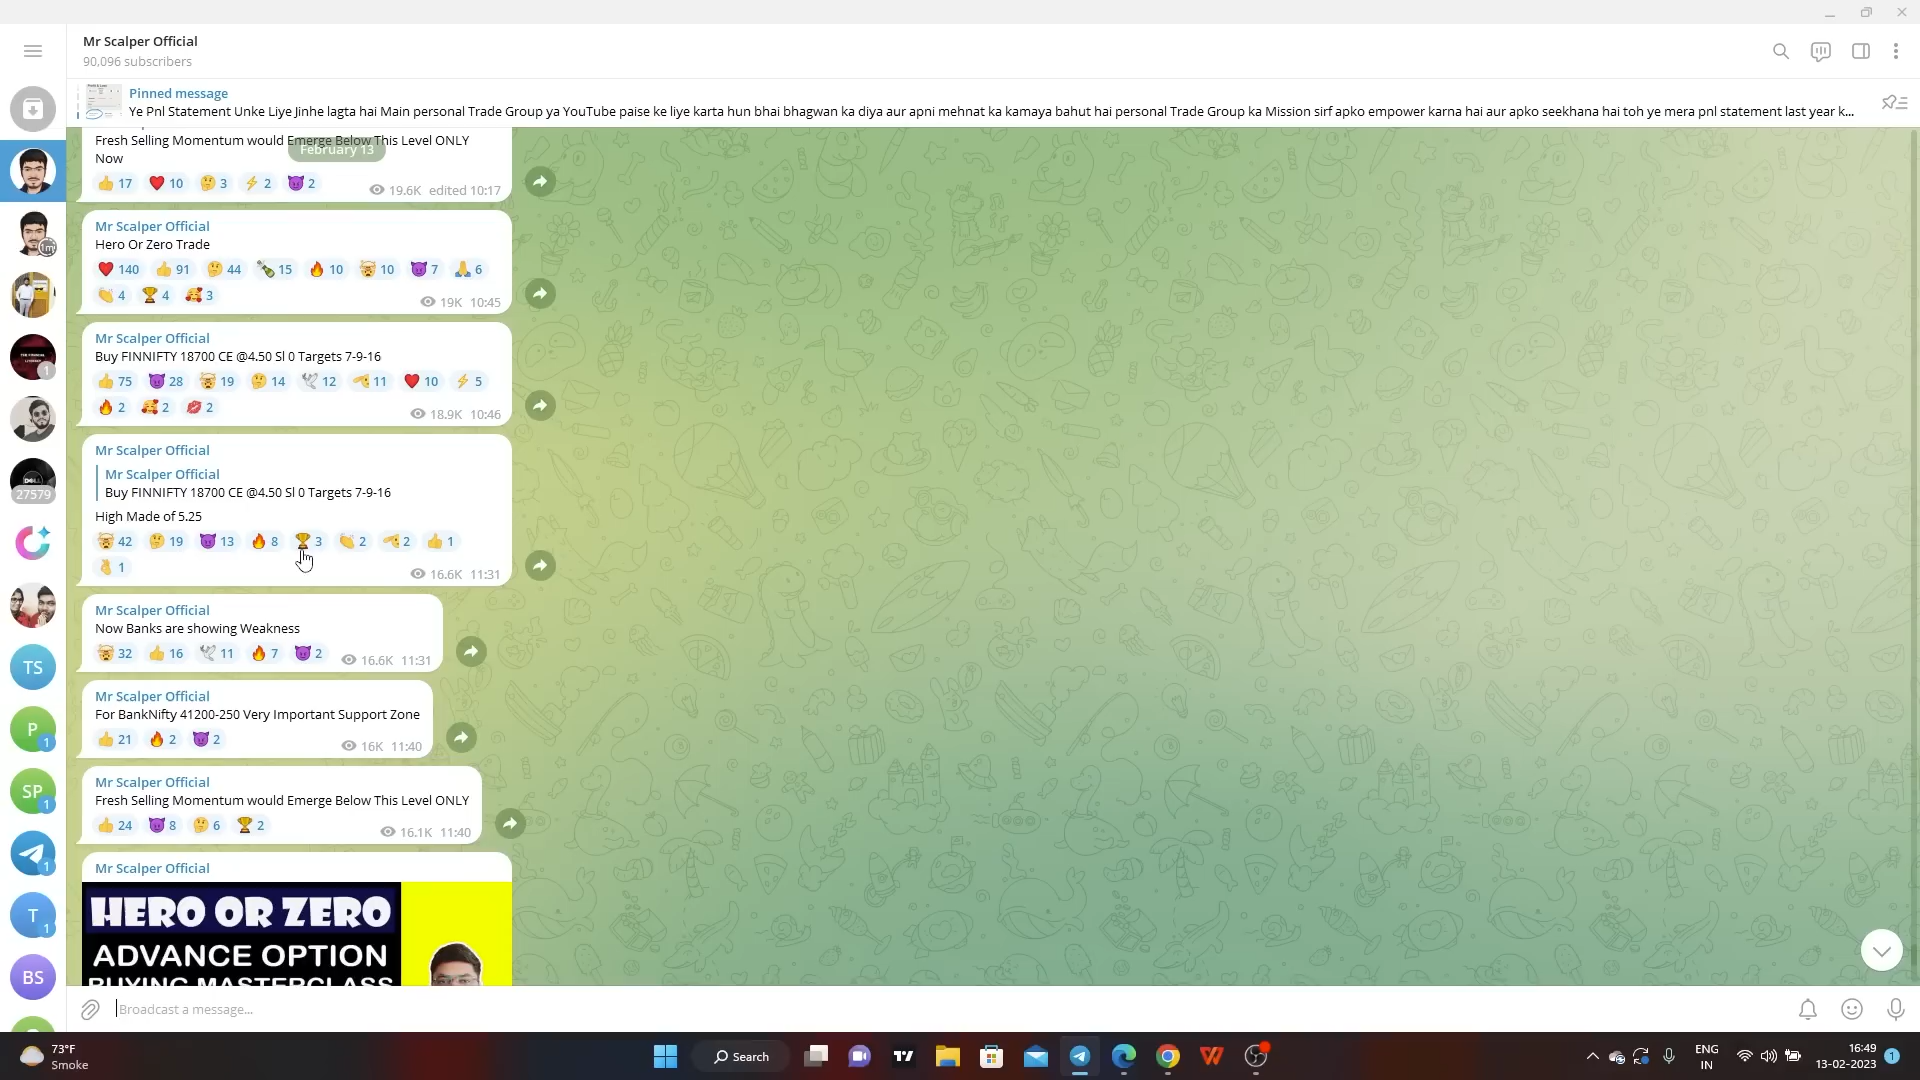 Mr Scalper Official
90,096 subscribers
Pinned message
Ye Pnl Statement Unke Liye Jinhe lagta hai Main personal Trade Group ya YouTube paise ke liye karta hun bhai bhagwan ka diya aur apni mehnat ka kamaya bahut hai personal Trade Group ka Mission sirf apko empower karna hai aur apko seekhana hai toh ye mera pnl statement last year k...
February 13
Fresh Selling Momentum would Emerge Below This Level ONLY
Now
17 10 3 2 2
19.6K edited 10:17
Mr Scalper Official
Hero Or Zero Trade
140 91 44 15 10 10 7 6
4 4 3
19K 10:45
Mr Scalper Official
Buy FINNIFTY 18700 CE @4.50 Sl 0 Targets 7-9-16
75 28 19 14 12 11 10 5
2 2 2
18.9K 10:46
Mr Scalper Official
Mr Scalper Official
Buy FINNIFTY 18700 CE @4.50 Sl 0 Targets 7-9-16
High Made of 5.25
42 19 13 8 3 2 2 1
1
16.6K 11:31
Mr Scalper Official
Now Banks are showing Weakness
32 16 11 7 2
16.6K 11:31
Mr Scalper Official
For BankNifty 41200-250 Very Important Support Zone
21 2 2
16K 11:40
Mr Scalper Official
Fresh Selling Momentum would Emerge Below This Level ONLY
24 8 6 2
16.1K 11:40
Mr Scalper Official
HERO OR ZERO
ADVANCE OPTION
BUYING MASTERCLASS
Broadcast a message...
1m
1
27579
TS
P
1
SP
1
1
T
1
BS
73°F
Smoke
Search
ENG
IN
16:49
13-02-2023
1